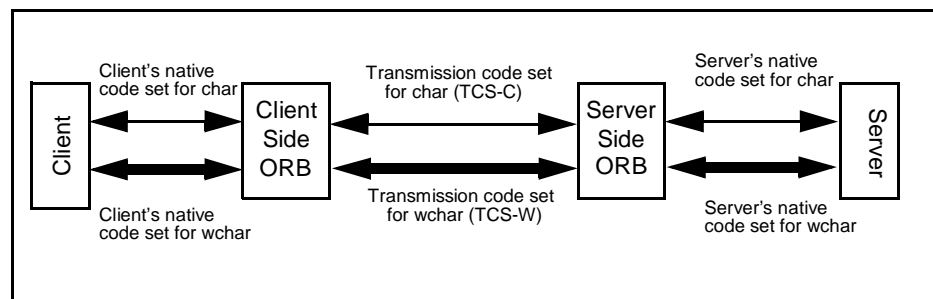 Client
Client's native
code set for char
Client's native
code set for wchar
Client
Side
ORB
Transmission code set
for char (TCS-C)
Transmission code set
for wchar (TCS-W)
Server
Side
ORB
Server's native
code set for char
Server's native
code set for wchar
Server